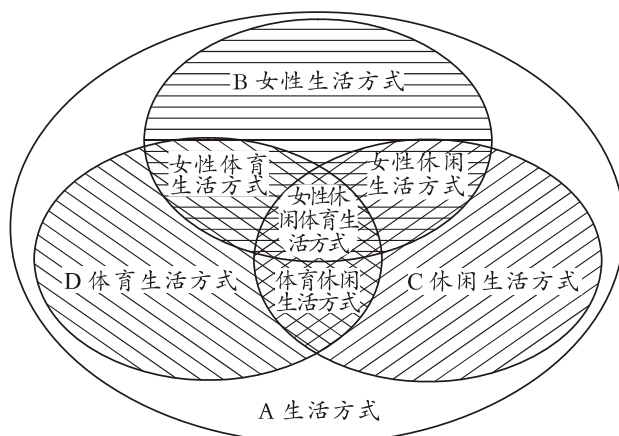 B 女性生活方式
女性体育
生活方式
女性休闲
生活方式
女性休
闲体育生
活方式
D 体育生活方式
体育休闲
生活方式
C 休闲生活方式
A 生活方式